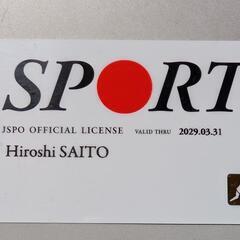 SPORT
JSPO OFFICIAL LICENSE VALID THRU 2029.03.31
Hiroshi SAITO